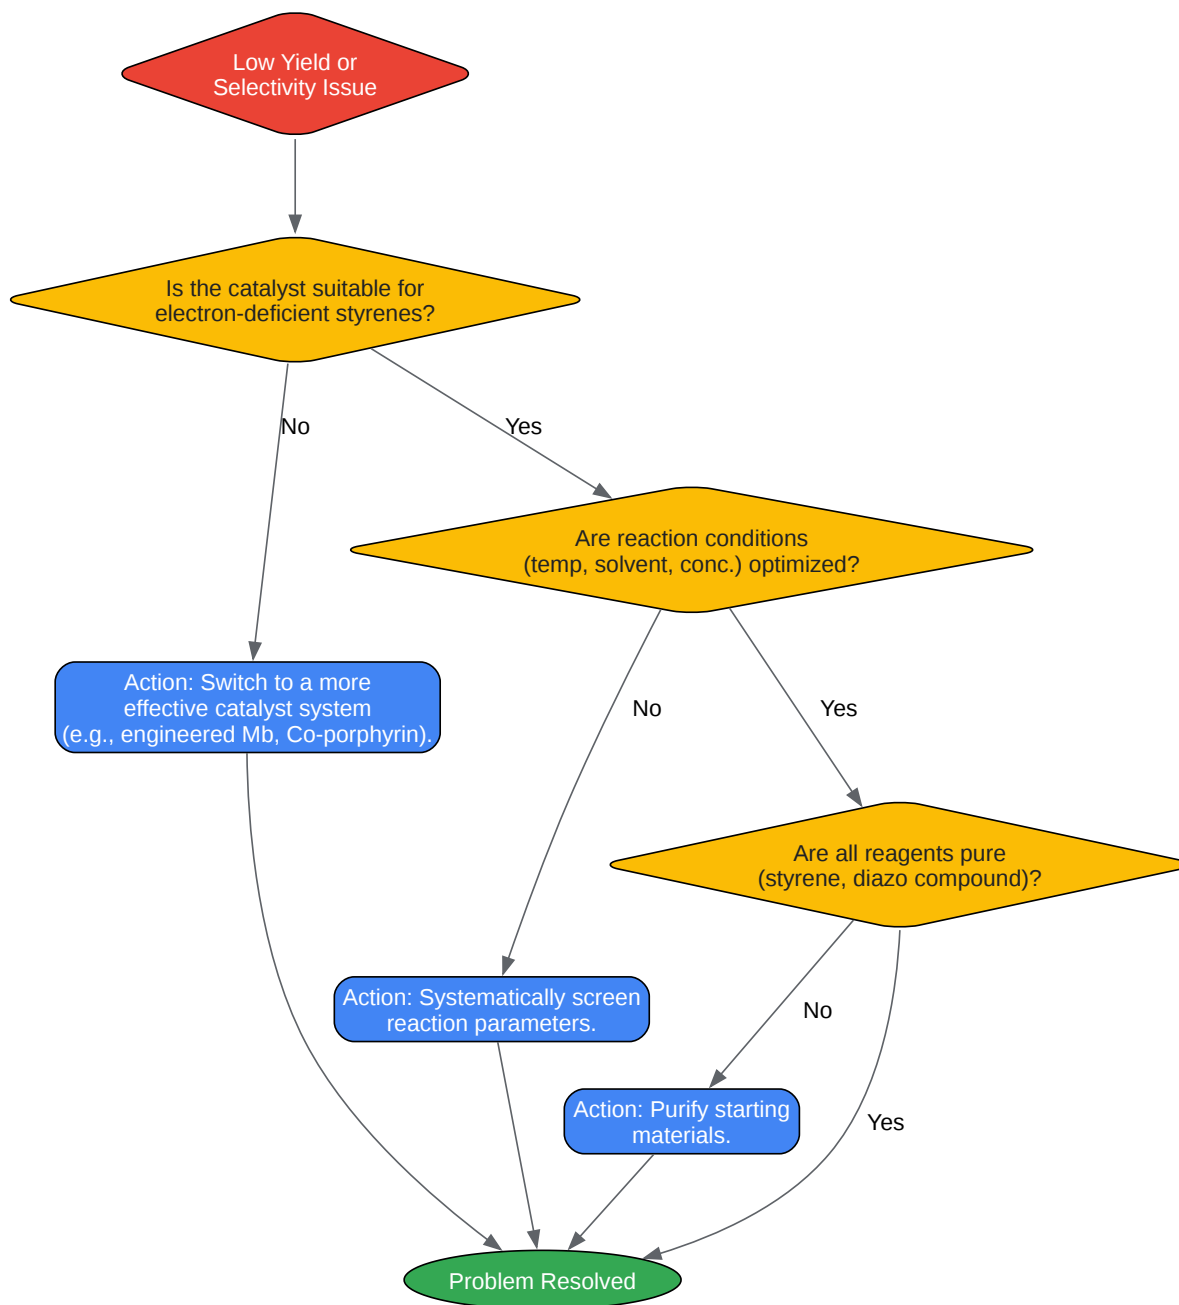 Low Yield or
Selectivity Issue
Is the catalyst suitable for
electron-deficient styrenes?
No
Yes
Are reaction conditions
(temp, solvent, conc.) optimized?
Action: Switch to a more
effective catalyst system
(e.g., engineered Mb, Co-porphyrin).
No
Yes
Are all reagents pure
(styrene, diazo compound)?
Action: Systematically screen
reaction parameters.
No
Action: Purify starting
materials.
Yes
Problem Resolved